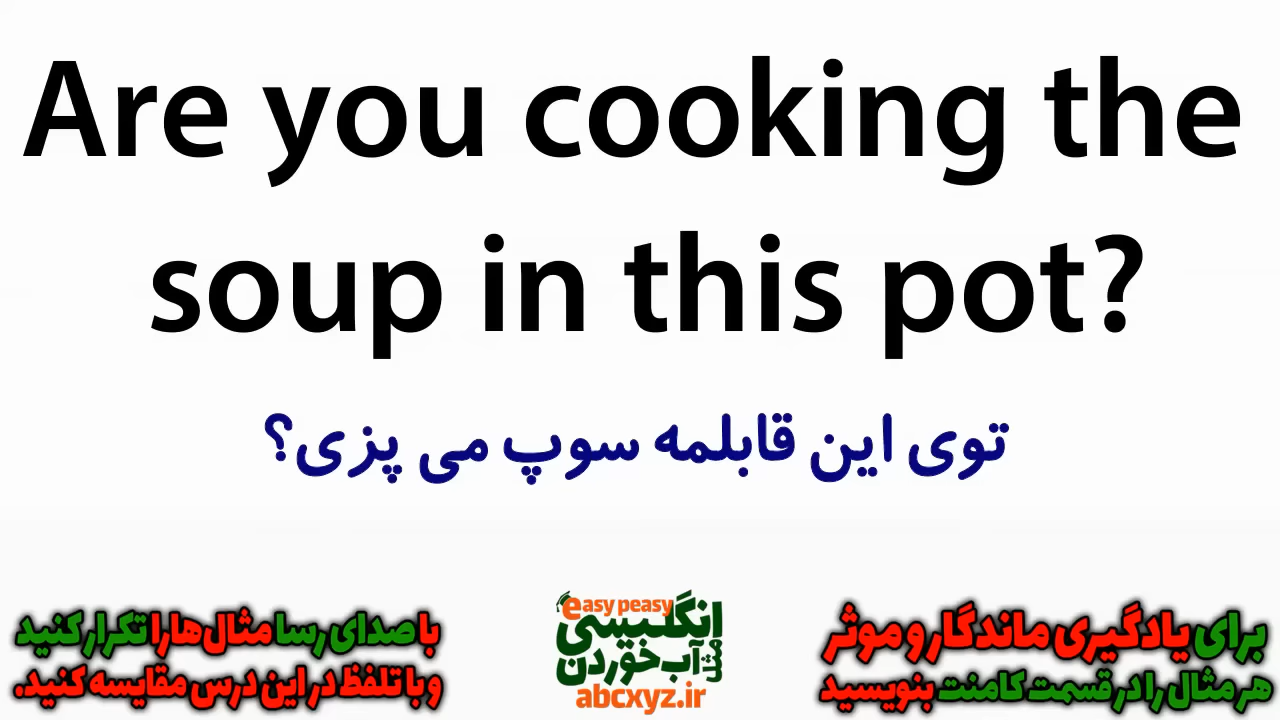 Are you cooking the
soup in this pot?
توی این قابلمه سوپ می پزی؟
برای یادگیری ماندگار و موثر
هر مثال را در قسمت کامنت بنویسید
easy peasy
انگلیسی
مثل آب خوردن
abcxyz.ir
با صدای رسا مثال‌ها را تکرار کنید
و با تلفظ در این درس مقایسه کنید.